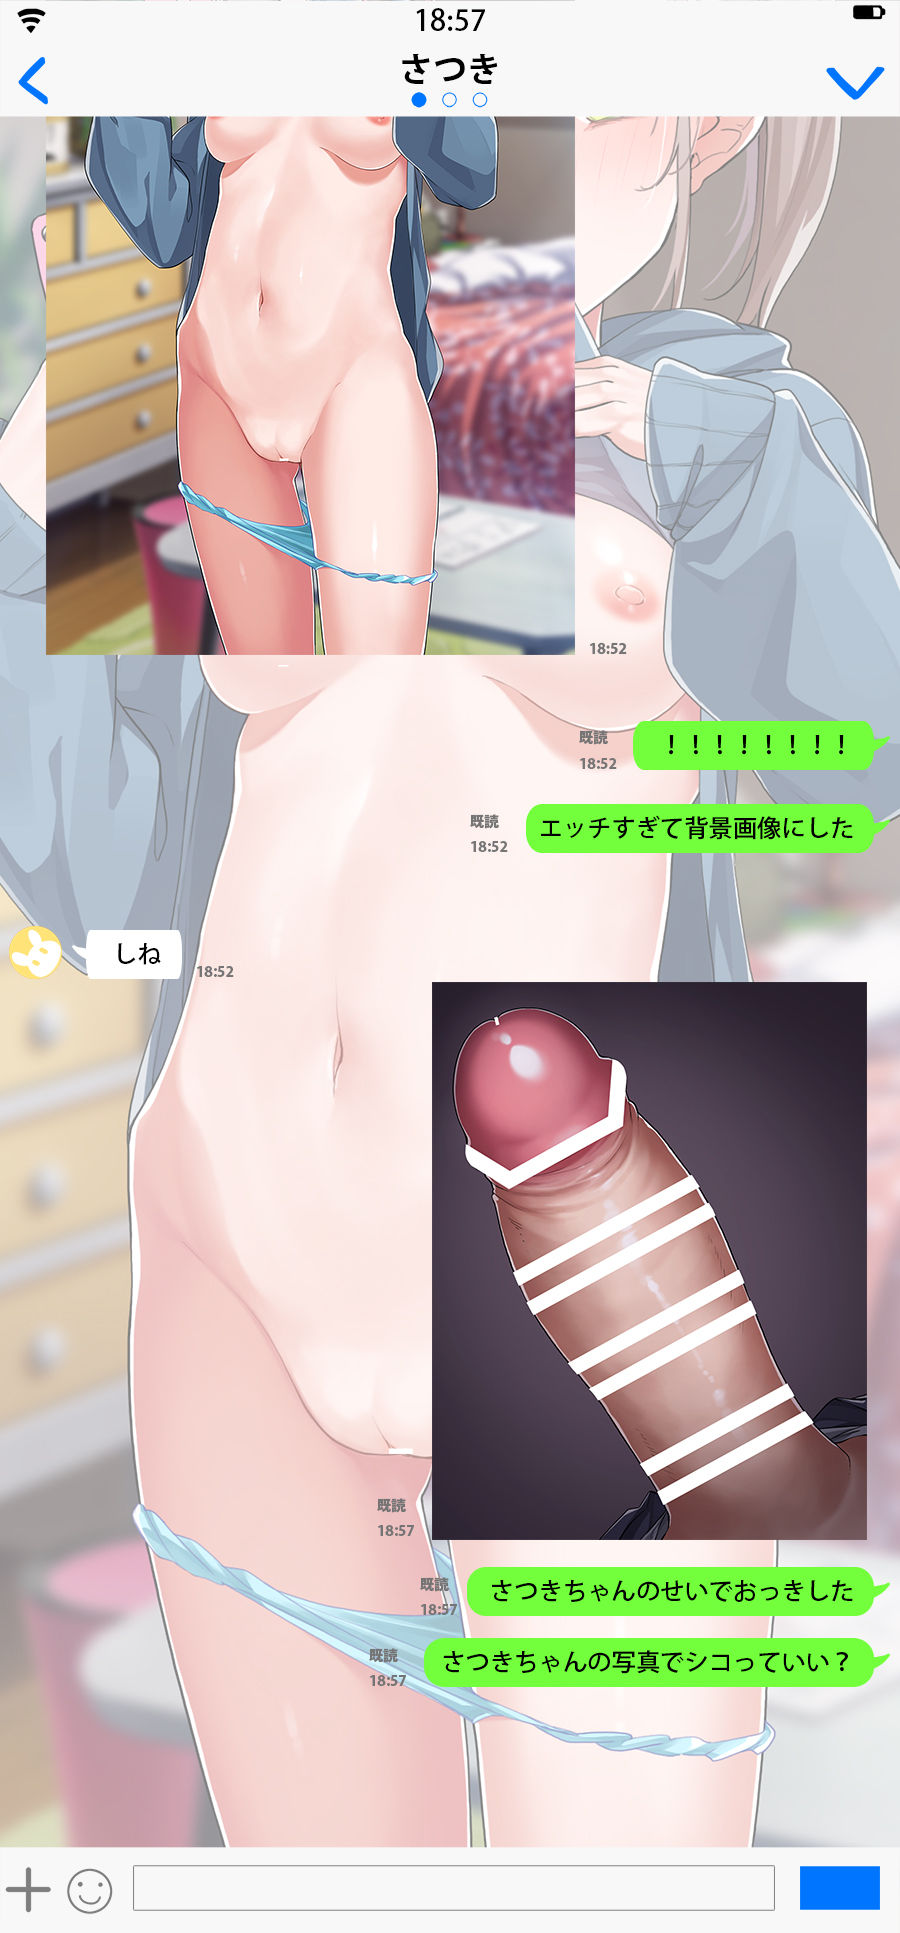 18:57
さつき
18:52
！！！！！！！！
既読
18:52
エッチすぎて背景画像にした
既読
18:52
しね
18:52
既読
18:57
さつきちゃんのせいでおっきした
既読
18:57
さつきちゃんの写真でシコっていい？
既読
18:57